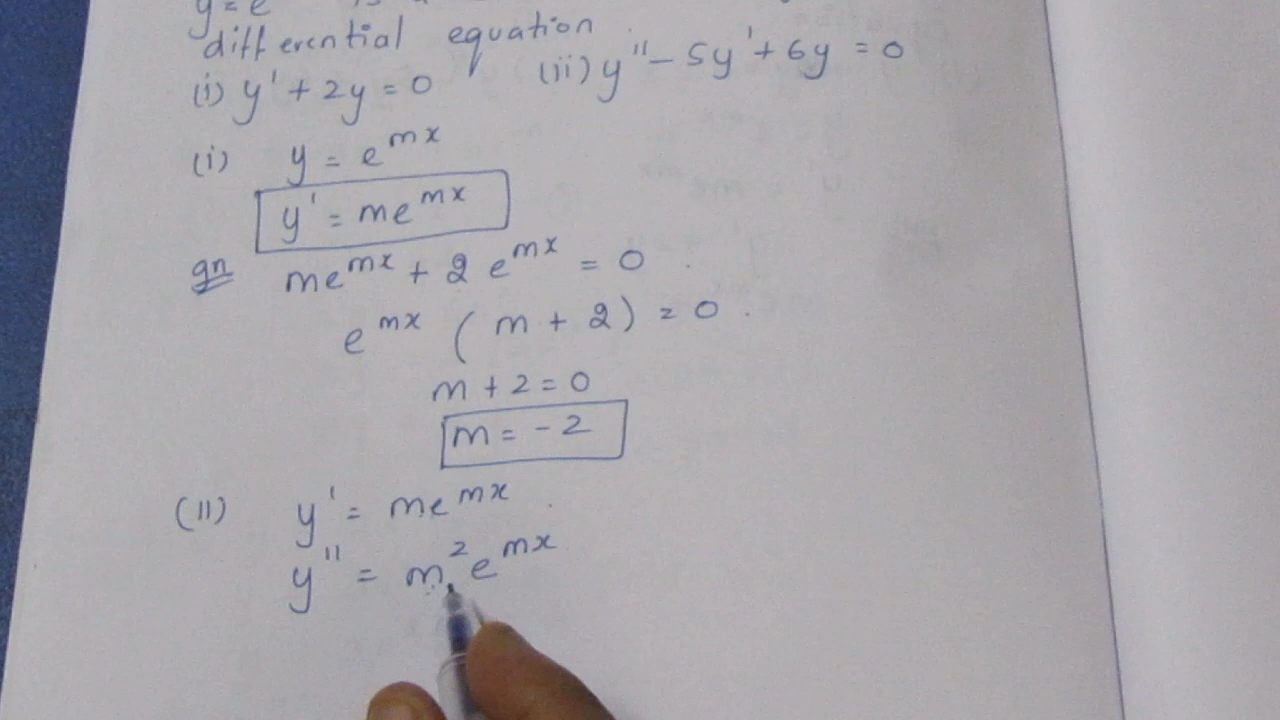 y = e is a
differential equation
(i) y' + 2y = 0 (ii) y'' - 5y' + 6y = 0
(i) y = e^{mx}
y' = me^{mx}
gn me^{mx} + 2 e^{mx} = 0
e^{mx} (m + 2) = 0.
m + 2 = 0
m = -2
(II) y' = me^{mx}
y'' = m^2 e^{mx}